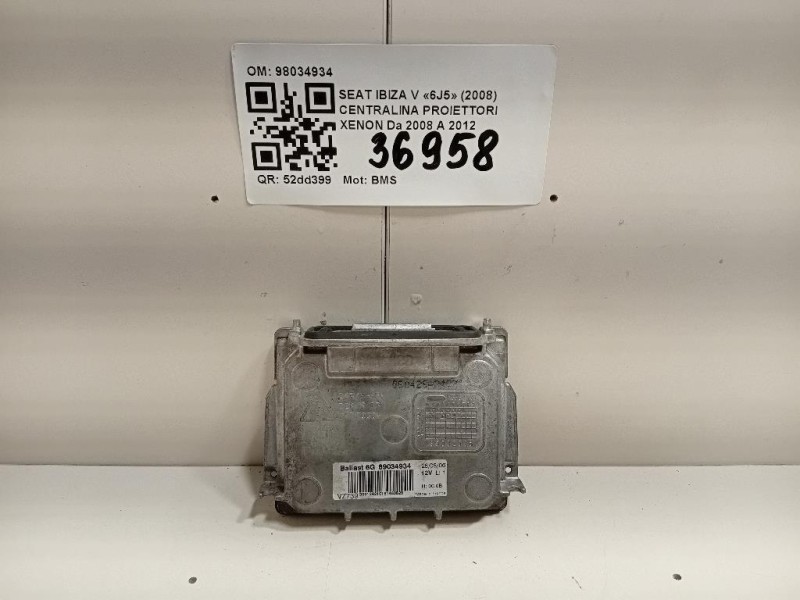 OM: 98034934
SEAT IBIZA V «6J5» (2008)
CENTRALINA PROIETTORI
XENON Da 2008 A 2012
36958
QR: 52dd399 Mot: BMS
Ballast 6G 89034934
12V